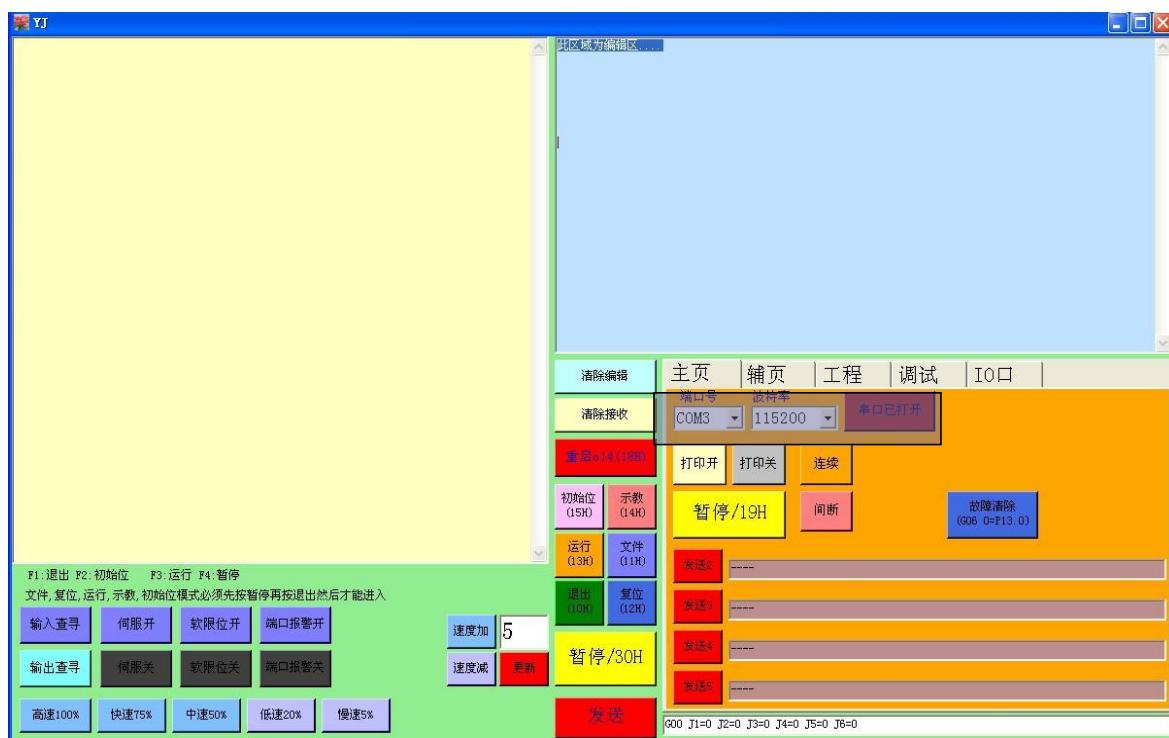 YJ
此区域为编辑区....
清除编辑
清除接收
重启o14(18H)
初始位
(15H)
示教
(14H)
运行
(13H)
文件
(11H)
退出
(10H)
复位
(12H)
暂停/30H
发送
主页 辅页 工程 调试 IO口
端口号 波特率
COM3 115200 串口已打开
打印开 打印关 连续
暂停/19H 间断 故障清除
(G06 0=P13.0)
发送2 ----
发送3 ----
发送4 ----
发送5 ----
G00 J1=0 J2=0 J3=0 J4=0 J5=0 J6=0
F1:退出 F2:初始位 F3:运行 F4:暂停
文件,复位,运行,示教,初始位模式必须先按暂停再按退出然后才能进入
输入查寻 伺服开 软限位开 端口报警开
速度加 5
输出查寻 伺服关 软限位关 端口报警关
速度减 更新
高速100% 快速75% 中速50% 低速20% 慢速5%